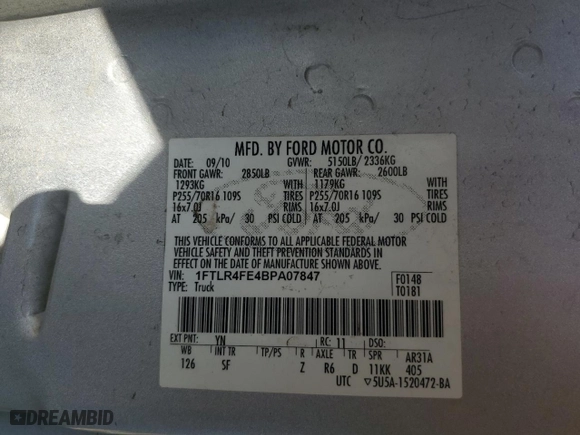 MFD. BY FORD MOTOR CO.
DATE: 09/10 GVWR: 5150LB/ 2336KG
FRONT GAWR: 2850LB REAR GAWR: 2600LB
1293KG WITH 1179KG WITH
P255/70R16 109S TIRES P255/70R16 109S TIRES
16x7.0J RIMS 16x7.0J RIMS
AT 205 kPa/ 30 PSI COLD AT 205 kPa/ 30 PSI COLD
THIS VEHICLE CONFORMS TO ALL APPLICABLE FEDERAL MOTOR
VEHICLE SAFETY AND THEFT PREVENTION STANDARDS IN
EFFECT ON THE DATE OF MANUFACTURE SHOWN ABOVE.
VIN: 1FTLR4FE4BPA07847 F0148
TYPE: Truck T0181
EXT PNT: YN RC: 11 DSO:
WB INT TR TP/PS R AXLE TR SPR AR31A
126 SF Z R6 D 11KK 405
UTC ▽5U5A-1520472-BA
DREAMBID